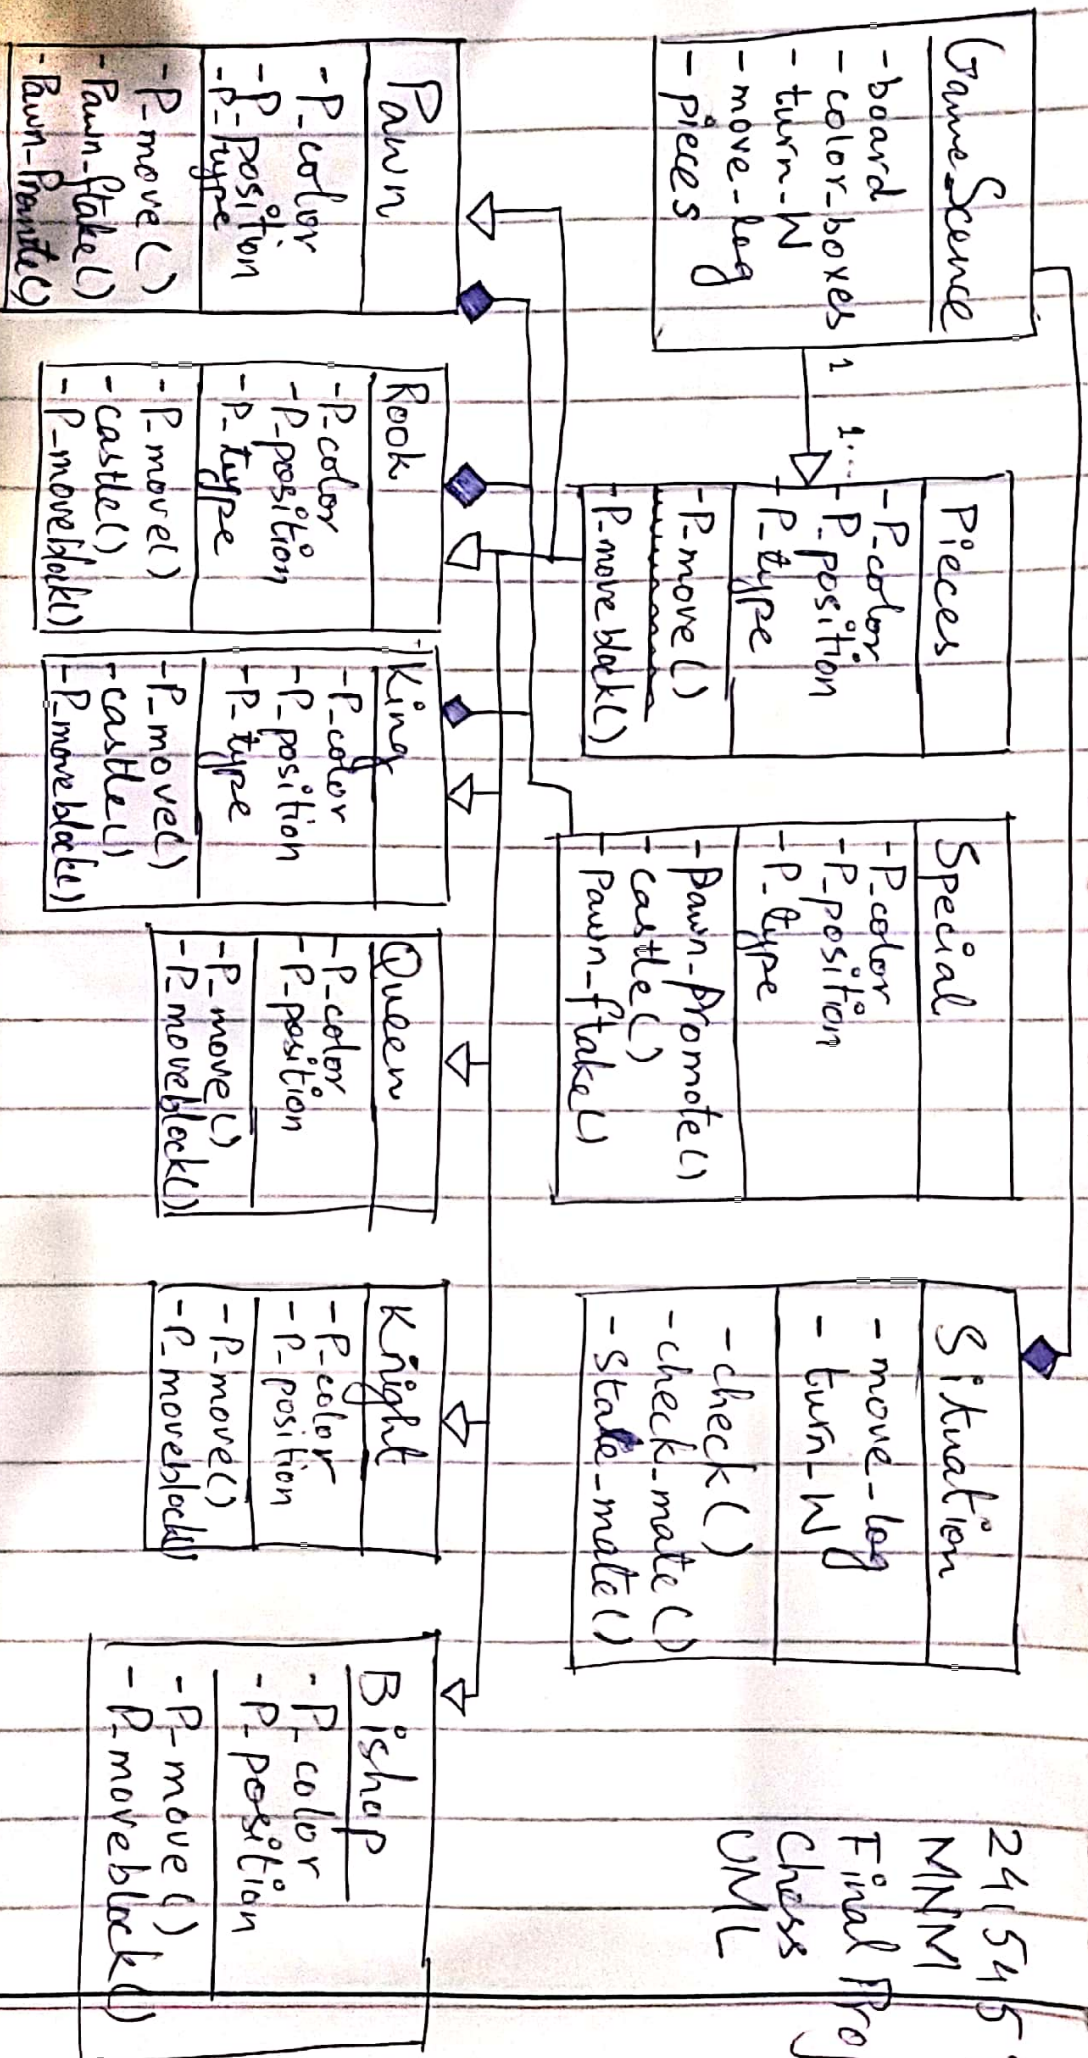 Game_Scence
- board
- color_boxes
- turn_W
- move_log
- pieces
1
1...
Pieces
- P_color
- P_position
- P_type
- P_move()
- P_moveblock()
Special
- P_color
- P_position
- P_type
- Pawn_Promote()
- castle()
- Pawn_ftake()
Situation
- move_log
- turn_W
- check()
- check_mate()
- Stale_mate()
24154
MNM
Final Pro
Chess
UML
Pawn
- P_color
- P_position
- P_type
- P_move()
- Pawn_ftake()
- Pawn_Promote()
Rook
- P_color
- P_position
- P_type
- P_move()
- castle()
- P_moveblock()
King
- P_color
- P_position
- P_type
- P_move()
- castle()
- P_moveblock()
Queen
- P_color
- P_position
- P_move()
- P_moveblock()
Knight
- P_color
- P_position
- P_move()
- P_moveblock()
Bishop
- P_color
- P_position
- P_move()
- P_moveblock()